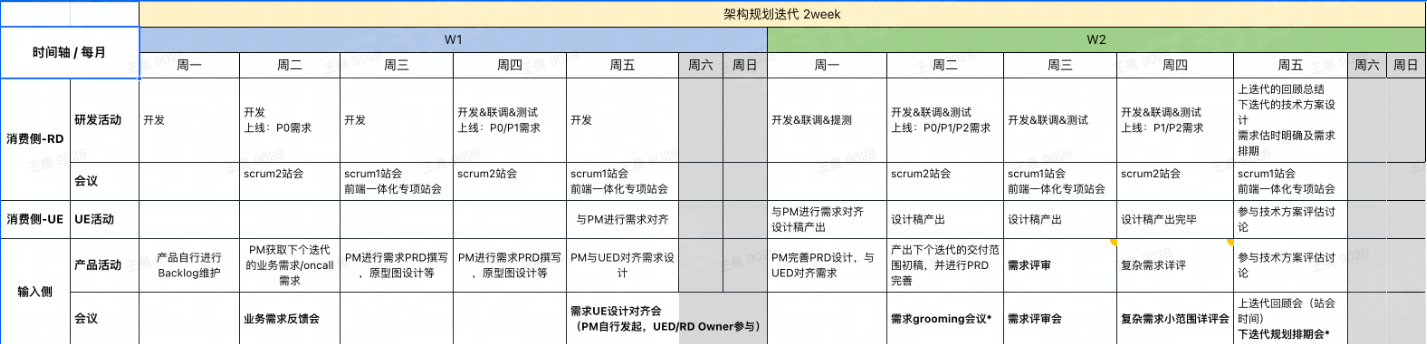 架构规划迭代 2week
时间轴 / 每月
W1
W2
周一
周二
周三
周四
周五
周六
周日
周一
周二
周三
周四
周五
周六
周日
消费侧-RD
研发活动
开发
开发
上线：P0需求
开发
开发&联调&测试
上线：P0/P1需求
开发
开发&联调&提测
开发&联调&测试
上线：P0/P1/P2需求
开发&联调&测试
开发&联调&测试
上线：P1/P2需求
上迭代的回顾总结
下迭代的技术方案设
计
需求估时明确及需求
排期
会议
scrum2站会
scrum1站会
前端一体化专项站会
scrum2站会
scrum1站会
前端一体化专项站会
scrum2站会
scrum1站会
前端一体化专项站会
scrum2站会
scrum1站会
前端一体化专项站会
消费侧-UE
UE活动
与PM进行需求对齐
与PM进行需求对齐
设计稿产出
设计稿产出
设计稿产出
设计稿产出完毕
参与技术方案评估讨
论
输入侧
产品活动
产品自行进行
Backlog维护
PM获取下个迭代
的业务需求/oncall
需求
PM进行需求PRD撰写
，原型图设计等
PM进行需求PRD撰写
，原型图设计等
PM与UED对齐需求设
计
PM完善PRD设计，与
UED对齐需求
产出下个迭代的交付范
围初稿，并进行PRD
完善
需求评审
复杂需求详评
参与技术方案评估讨
论
会议
业务需求反馈会
需求UE设计对齐会
（PM自行发起，UED/RD Owner参与）
需求grooming会议*
需求评审会
复杂需求小范围详评会
上迭代回顾会（站会
时间）
下迭代规划排期会*
王晨 9028